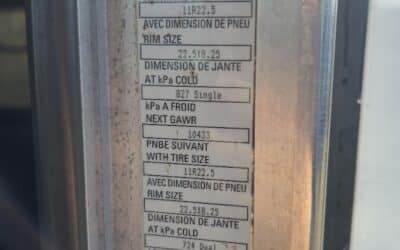 11R22.5
AVEC DIMENSION DE PNEU
RIM SIZE
22.5X8.25
DIMENSION DE JANTE
AT kPa COLD
827 Single
kPa A FROID
NEXT GAWR
10433
PNBE SUIVANT
WITH TIRE SIZE
11R22.5
AVEC DIMENSION DE PNEU
RIM SIZE
22.5X8.25
DIMENSION DE JANTE
AT kPa COLD
Dual